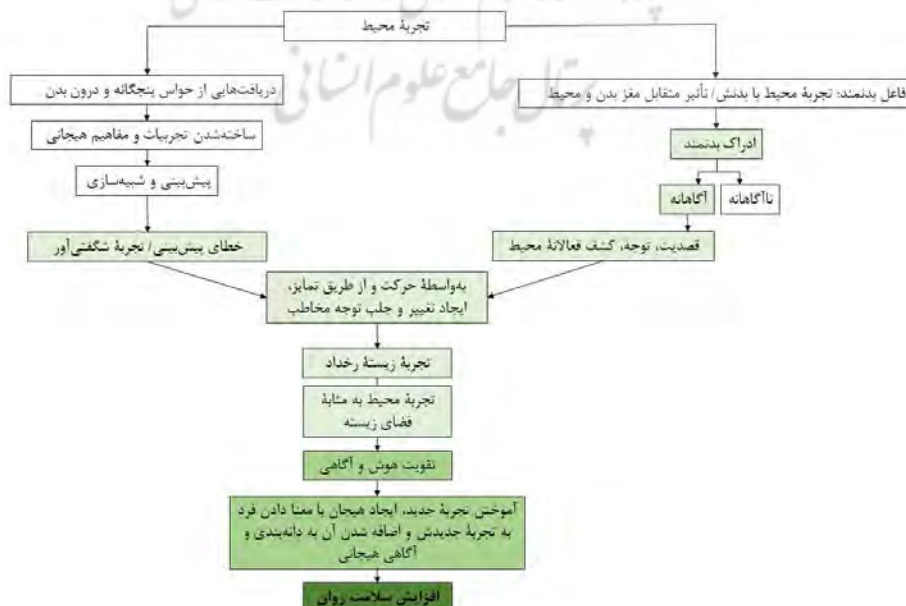 تجربهٔ محیط
فاعل بدنمند: تجربهٔ محیط با بدنش/ تأثیر متقابل مغز بدن و محیط
ادراک بدنمند
ناآگاهانه
آگاهانه
قصدیت، توجه، کشف فعالانهٔ محیط
دریافت‌هایی از حواس پنجگانه و درون بدن
ساخته‌شدن تجربیات و مفاهیم هیجانی
پیش‌بینی و شبیه‌سازی
خطای پیش‌بینی/ تجربهٔ شگفتی‌آور
به‌واسطهٔ حرکت و از طریق تمایز،
ایجاد تغییر و جلب توجه مخاطب
تجربهٔ زیستهٔ رخداد
تجربهٔ محیط به مثابهٔ
فضای زیسته
تقویت هوش و آگاهی
آموختن تجربهٔ جدید، ایجاد هیجان با معنا دادن فرد
به تجربهٔ جدیدش و اضافه شدن آن به دانه‌بندی و
آگاهی هیجانی
افزایش سلامت روان
پرتال جامع علوم انسانی